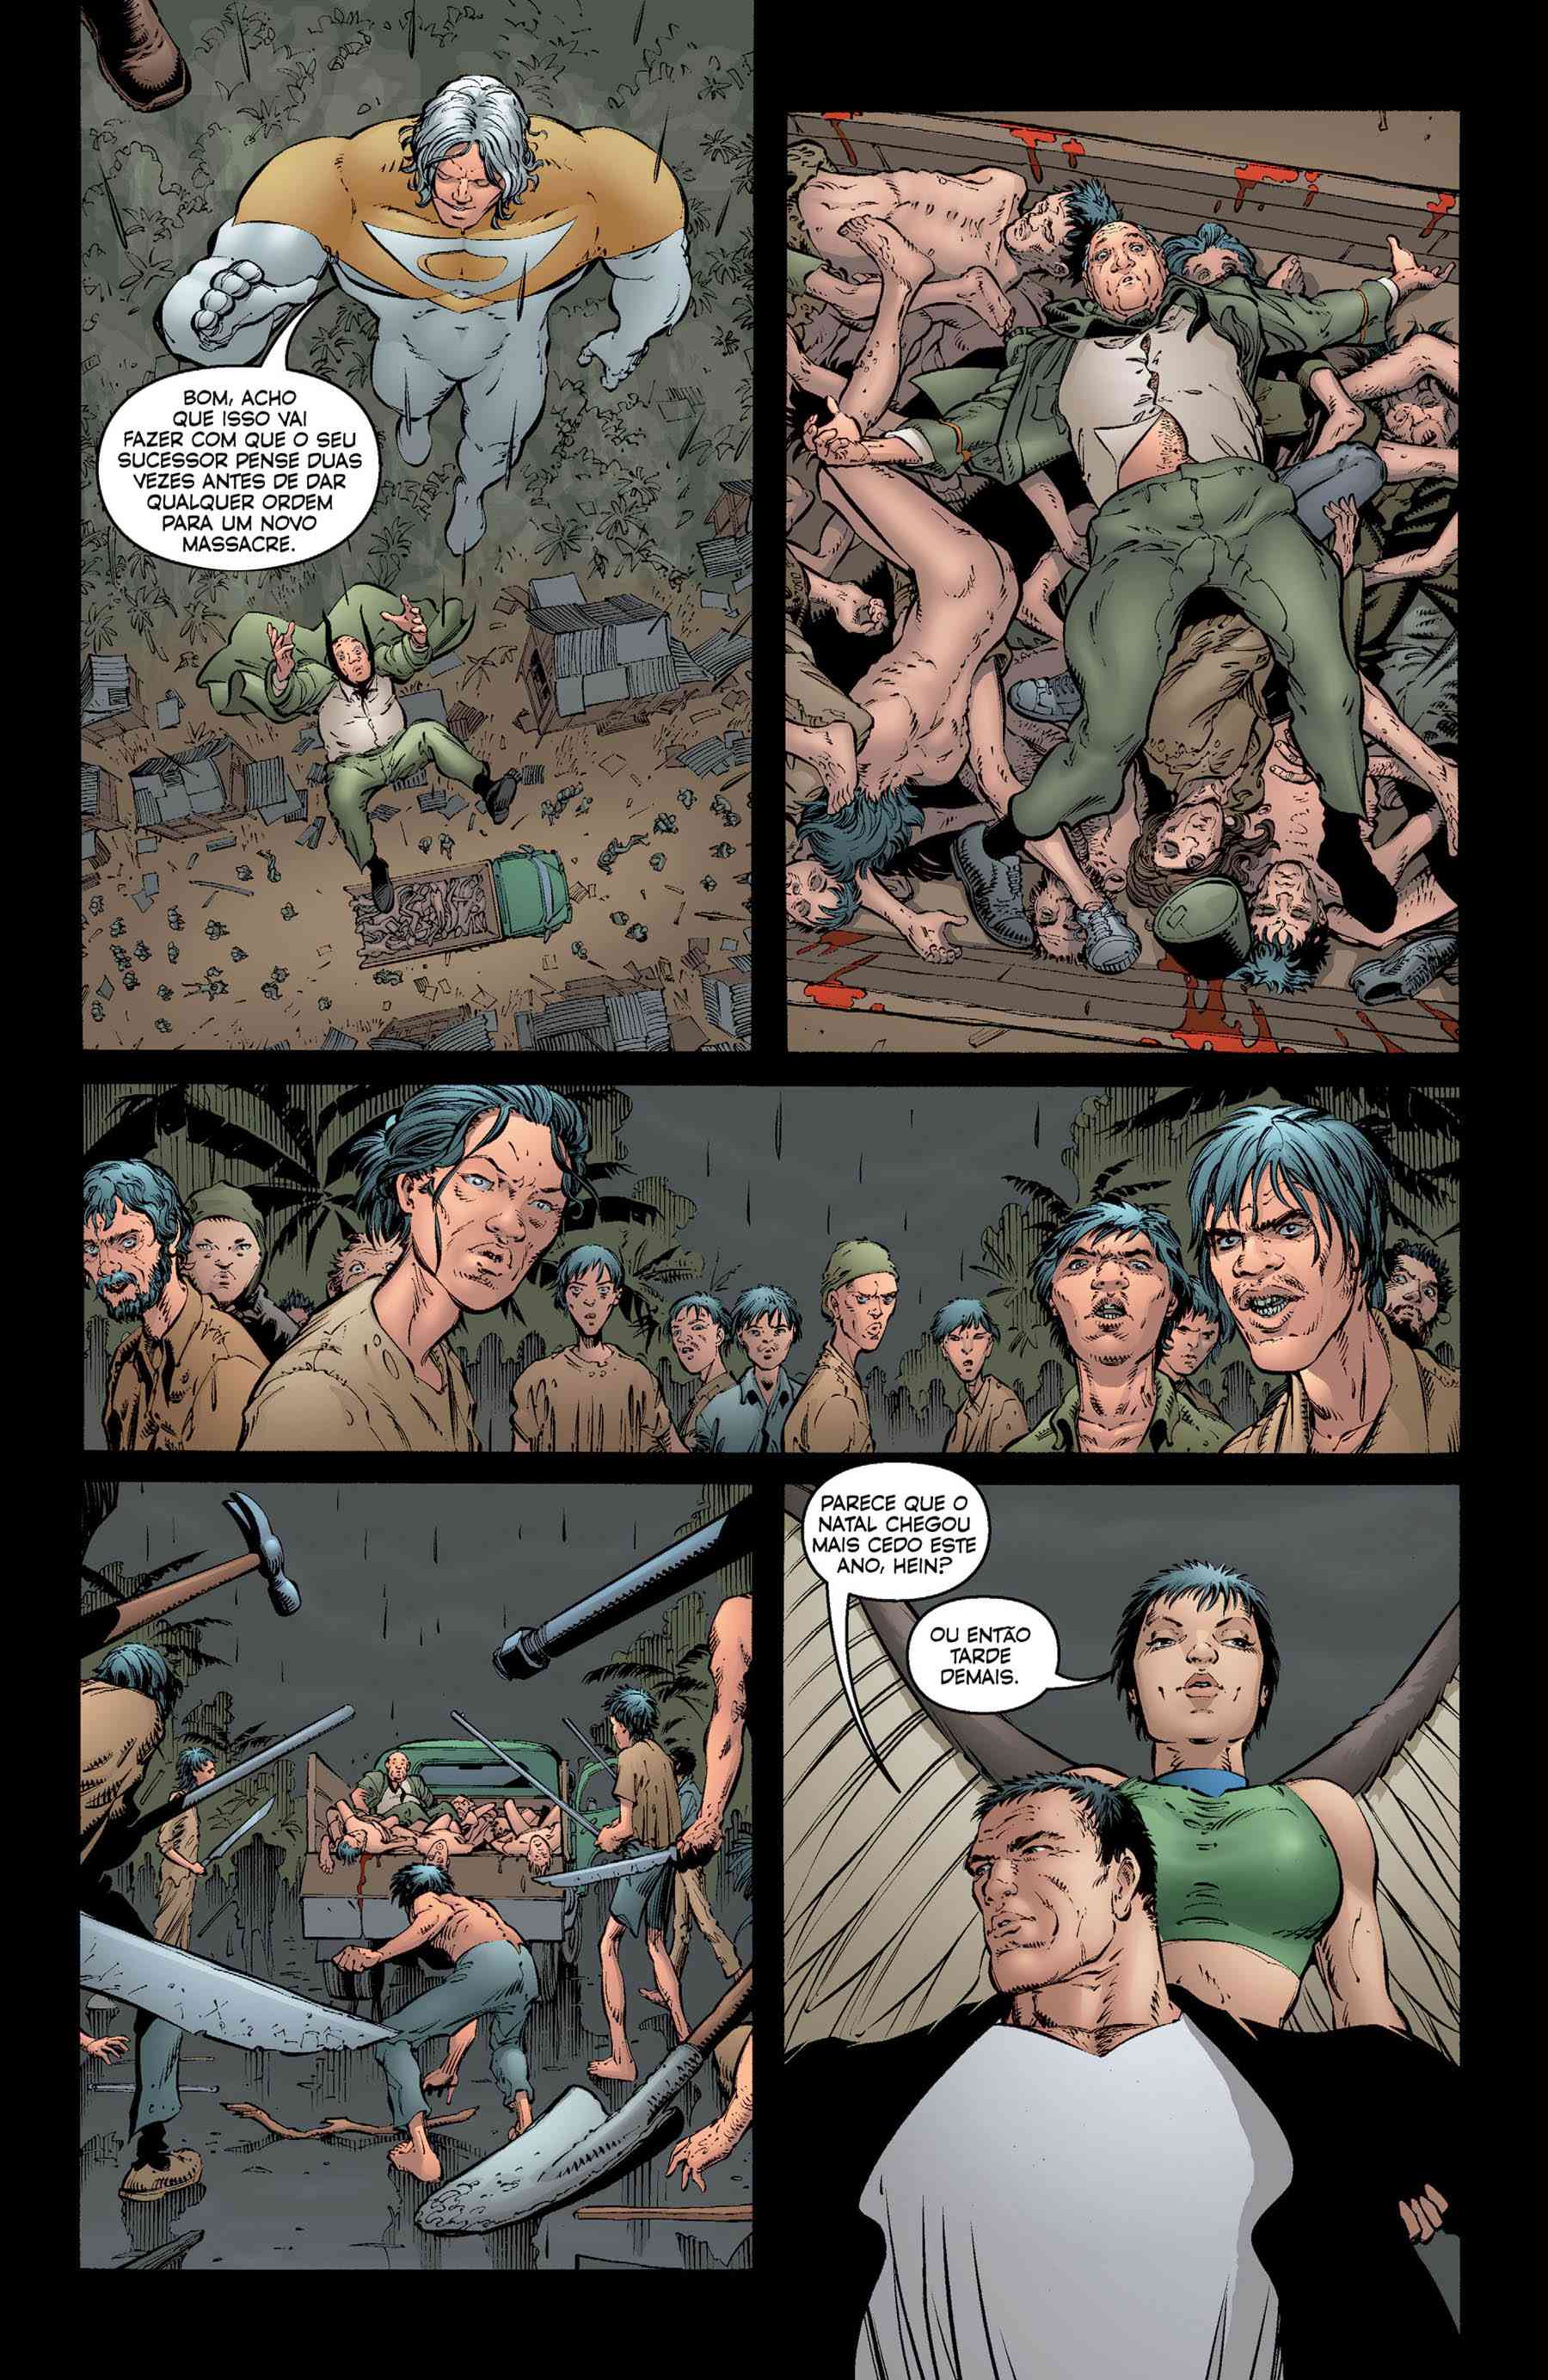 BOM, ACHO
QUE ISSO VAI
FAZER COM QUE O SEU
SUCESSOR PENSE DUAS
VEZES ANTES DE DAR
QUALQUER ORDEM
PARA UM NOVO
MASSACRE.
PARECE QUE O
NATAL CHEGOU
MAIS CEDO ESTE
ANO, HEIN?
OU ENTÃO
TARDE
DEMAIS.